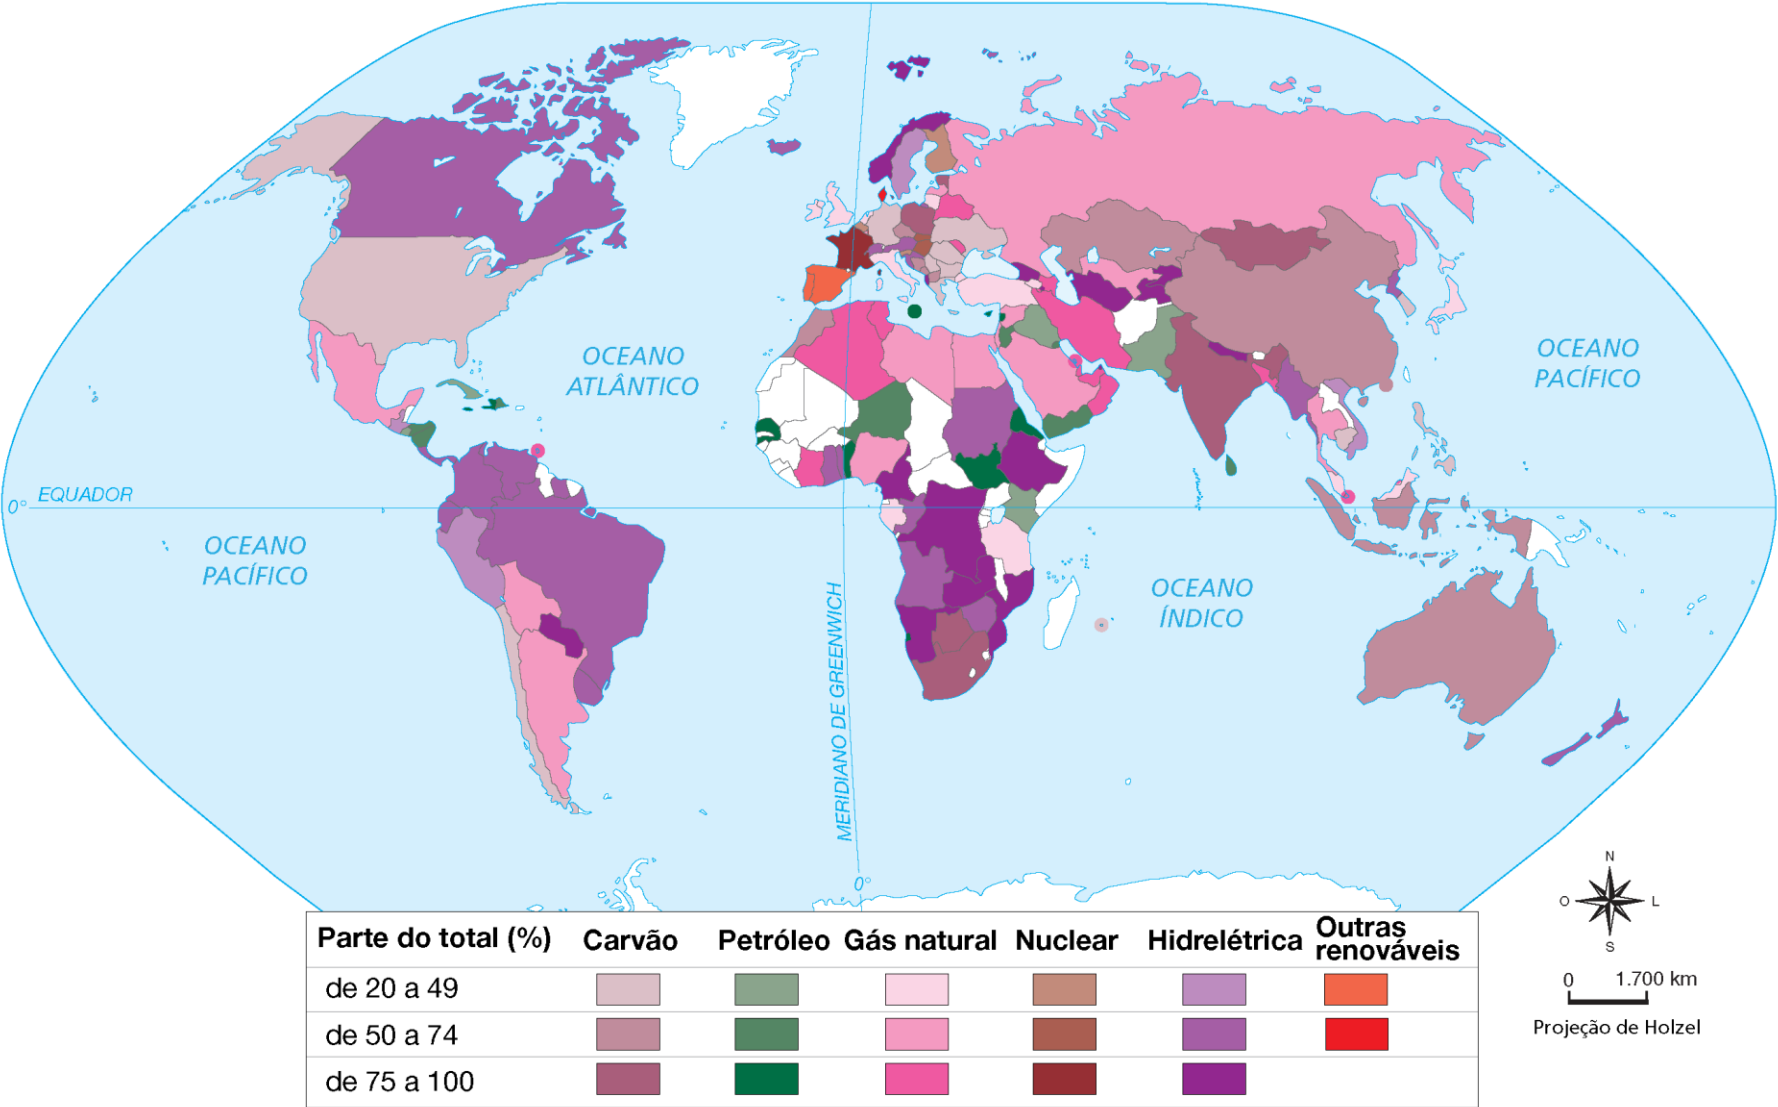 OCEANO
ATLÂNTICO
OCEANO
PACÍFICO
EQUADOR
0°
OCEANO
PACÍFICO
OCEANO
ÍNDICO
MERIDIANO DE GREENWICH
0°
N
O L
S
0 1.700 km
Projeção de Holzel
Parte do total (%) Carvão Petróleo Gás natural Nuclear Hidrelétrica Outras renováveis
de 20 a 49
de 50 a 74
de 75 a 100